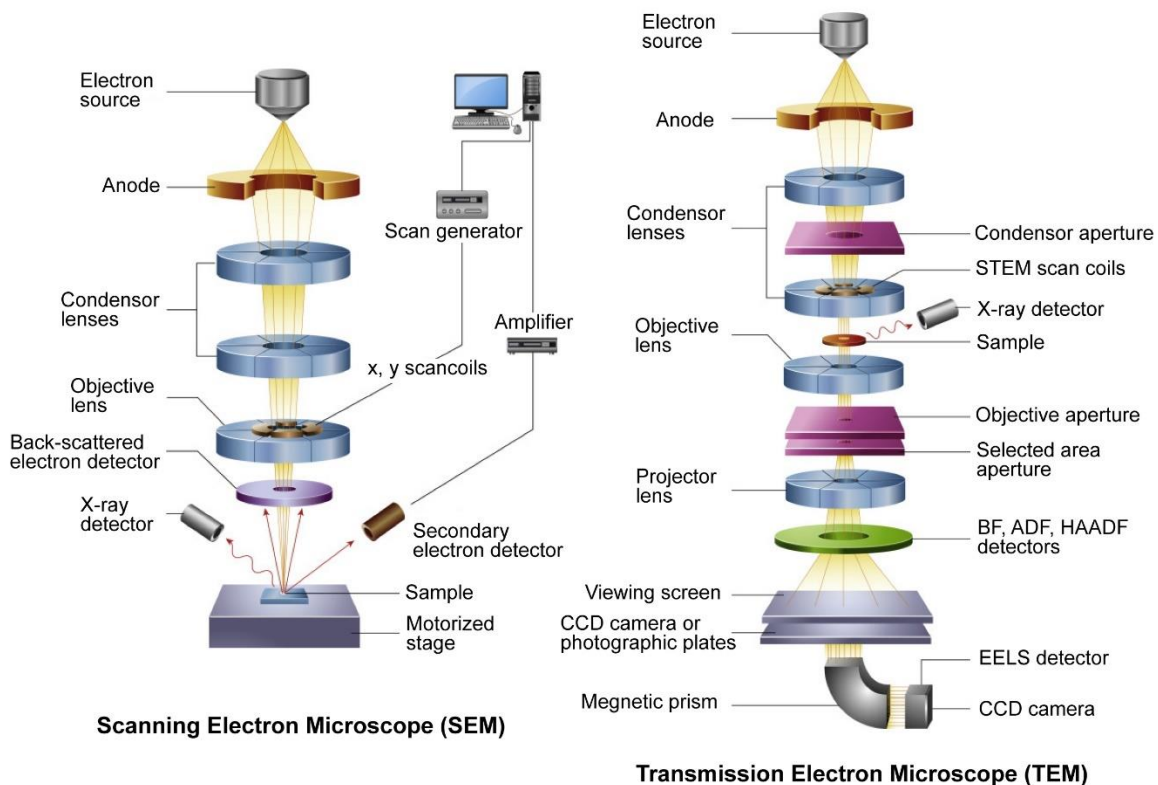 Electron
source
Anode
Scan generator
Condensor
lenses
Amplifier
x, y scancoils
Objective
lens
Back-scattered
electron detector
X-ray
detector
Secondary
electron detector
Sample
Motorized
stage
Scanning Electron Microscope (SEM)
Electron
source
Anode
Condensor
lenses
Condensor aperture
STEM scan coils
X-ray detector
Objective
lens
Sample
Objective aperture
Selected area
aperture
Projector
lens
BF, ADF, HAADF
detectors
Viewing screen
CCD camera or
photographic plates
EELS detector
Megnetic prism
CCD camera
Transmission Electron Microscope (TEM)